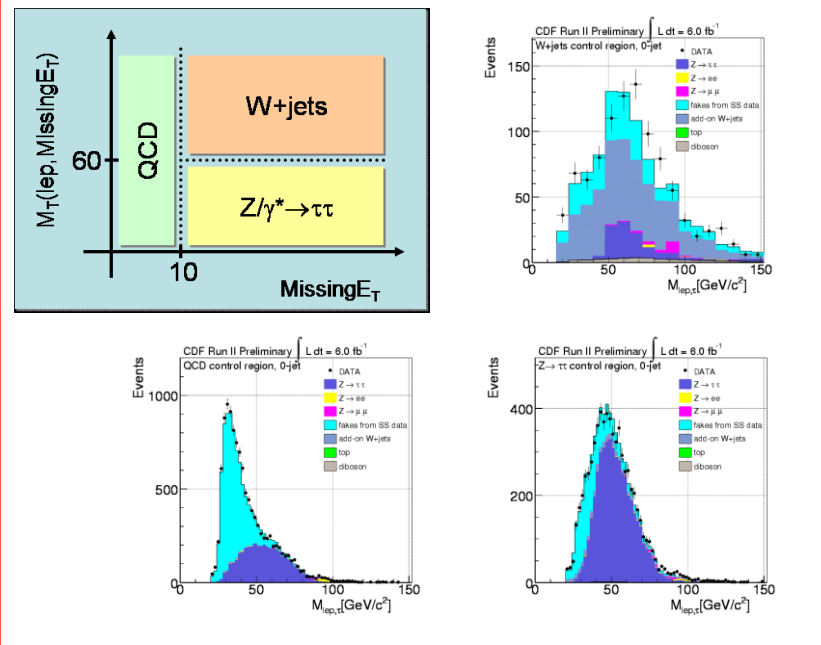 M_T(lep,MissingE_T)
QCD
W+jets
60
Z/γ*→ττ
10
MissingE_T
CDF Run II Preliminary ∫ L dt = 6.0 fb⁻¹
W+jets control region, 0-jet
Events
DATA
Z → ττ
Z → ee
Z → μμ
fakes from SS data
add-on W+jets
top
diboson
150
100
50
0
0 50 100 150
M_lep,τ[GeV/c²]
CDF Run II Preliminary ∫ L dt = 6.0 fb⁻¹
QCD control region, 0-jet
Events
DATA
Z → ττ
Z → ee
Z → μμ
fakes from SS data
add-on W+jets
top
diboson
1000
500
0
0 50 100 150
M_lep,τ[GeV/c²]
CDF Run II Preliminary ∫ L dt = 6.0 fb⁻¹
Z→ ττ control region, 0-jet
Events
DATA
Z → ττ
Z → ee
Z → μμ
fakes from SS data
add-on W+jets
top
diboson
400
200
0
0 50 100 150
M_lep,τ[GeV/c²]